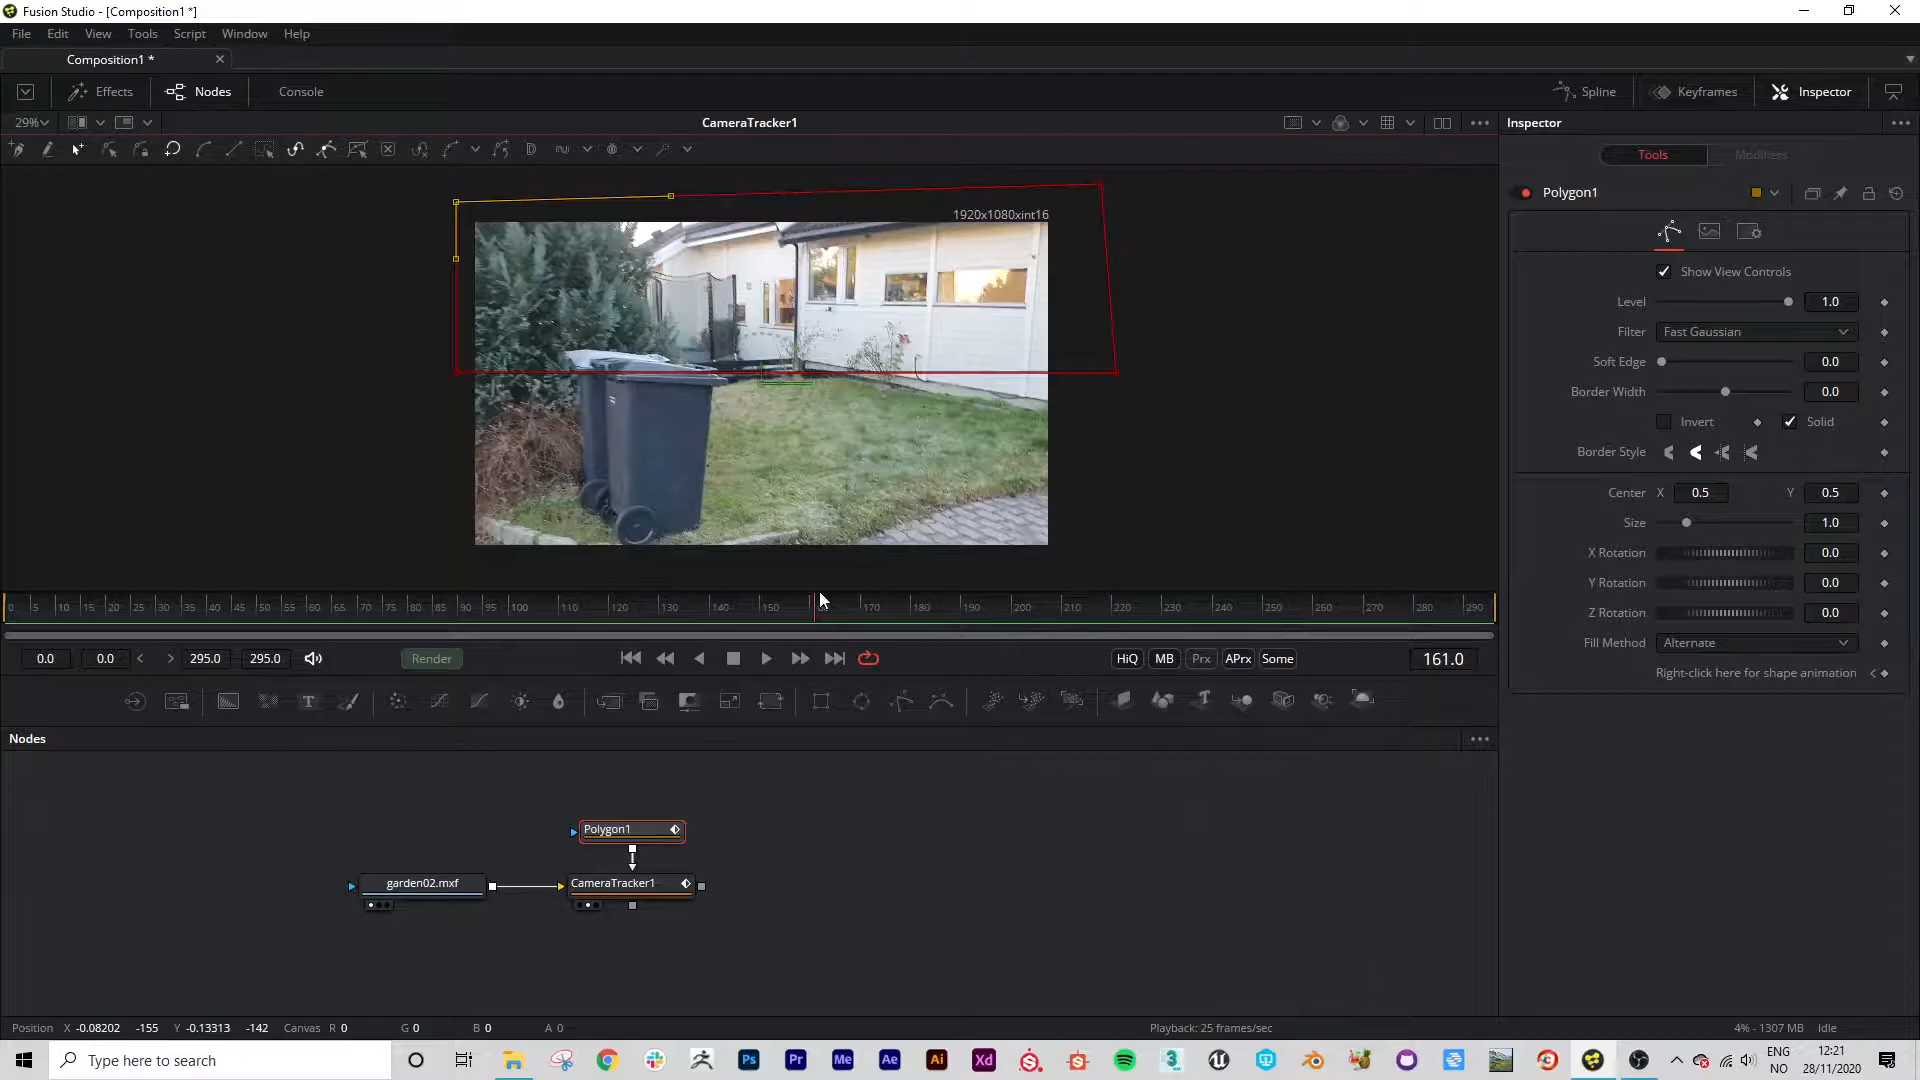 Fusion Studio - [Composition1 *]
File Edit View Tools Script Window Help
Composition1 *
Effects Nodes Console Spline Keyframes Inspector
29% CameraTracker1 Inspector
Tools Modifiers
Polygon1
1920x1080xint16
Show View Controls
Level 1.0
Filter Fast Gaussian
Soft Edge 0.0
Border Width 0.0
Invert Solid
Border Style
Center X 0.5 Y 0.5
Size 1.0
X Rotation 0.0
Y Rotation 0.0
Z Rotation 0.0
Fill Method Alternate
Right-click here for shape animation
0 5 10 15 20 25 30 35 40 45 50 55 60 65 70 75 80 85 90 95 100 110 120 130 140 150 170 180 190 200 210 220 230 240 250 260 270 280 290
0.0 0.0 295.0 295.0 Render HiQ MB Prx APrx Some 161.0
Nodes
Polygon1
garden02.mxf CameraTracker1
Position X -0.08202 -155 Y -0.13313 -142 Canvas R 0 G 0 B 0 A 0 Playback: 25 frames/sec 4% - 1307 MB Idle
Type here to search
Ps Pr Me Ae Ai Xd
ENG
NO
12:21
28/11/2020